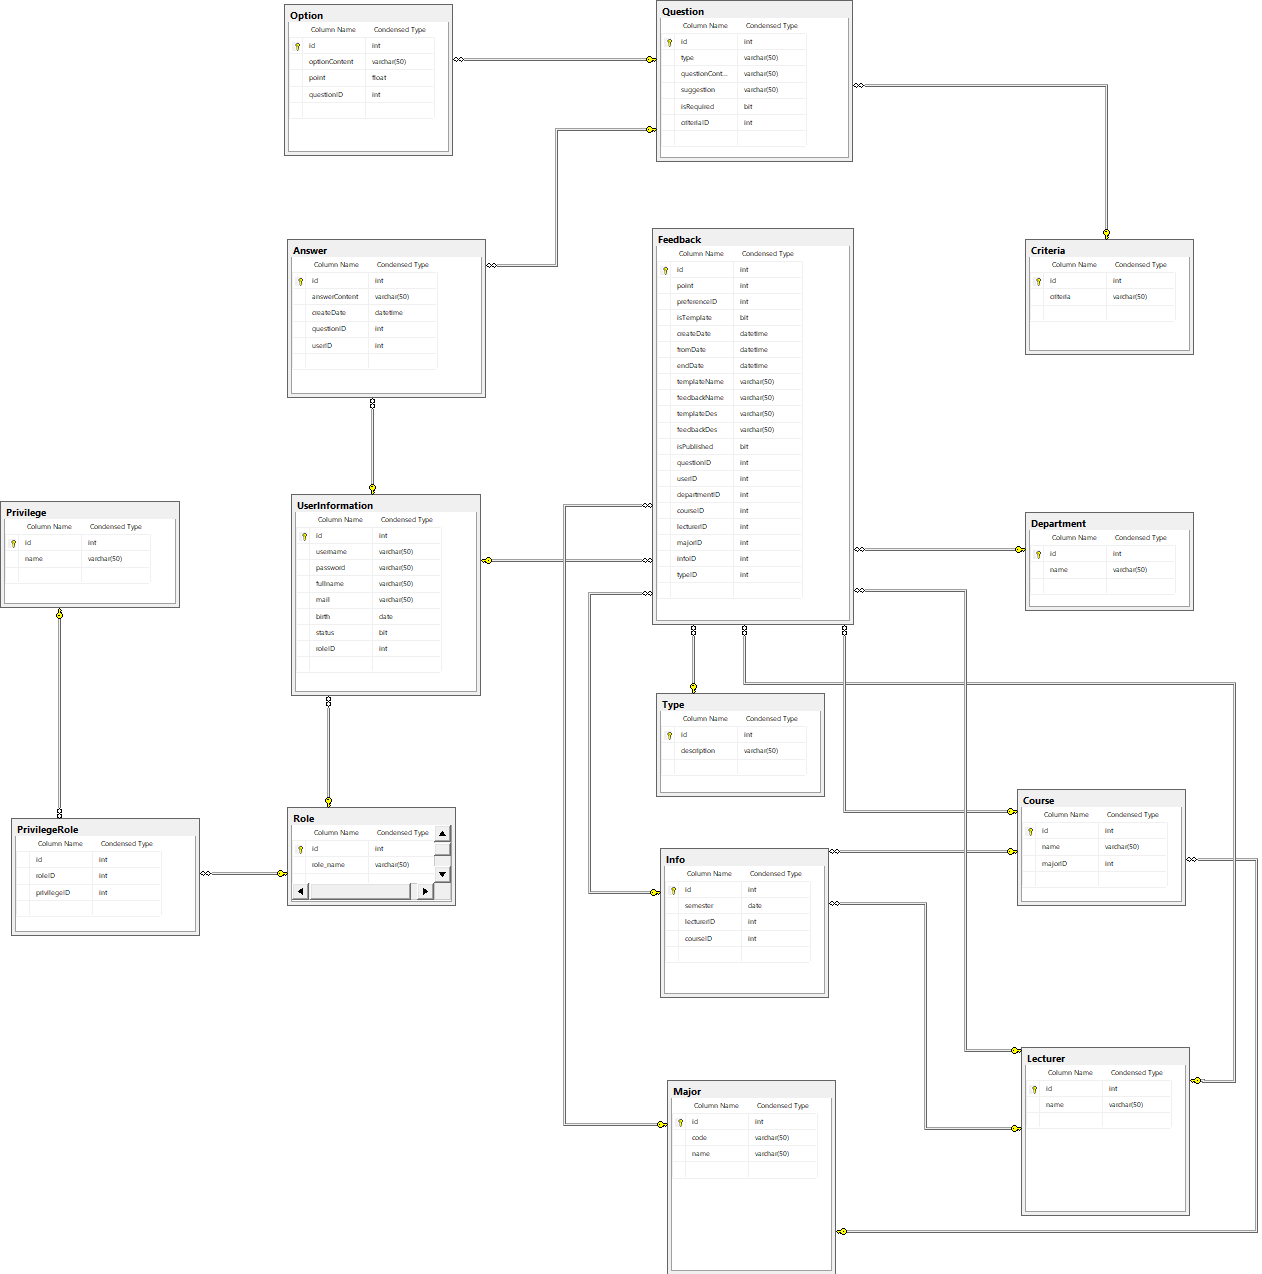 Option
Column Name Condensed Type
id int
optionContent varchar(50)
point float
questionID int
Question
Column Name Condensed Type
id int
type varchar(50)
questionCont... varchar(50)
suggestion varchar(50)
isRequired bit
criteriaID int
Answer
Column Name Condensed Type
id int
answerContent varchar(50)
createDate datetime
questionID int
userID int
Feedback
Column Name Condensed Type
id int
point int
preferenceID int
isTemplate bit
createDate datetime
fromDate datetime
endDate datetime
templateName varchar(50)
feedbackName varchar(50)
templateDes varchar(50)
feedbackDes varchar(50)
isPublished bit
questionID int
userID int
departmentID int
courseID int
lecturerID int
majorID int
infoID int
typeID int
Criteria
Column Name Condensed Type
id int
criteria varchar(50)
Privilege
Column Name Condensed Type
id int
name varchar(50)
UserInformation
Column Name Condensed Type
id int
username varchar(50)
password varchar(50)
fullname varchar(50)
mail varchar(50)
birth date
status bit
roleID int
Department
Column Name Condensed Type
id int
name varchar(50)
Type
Column Name Condensed Type
id int
description varchar(50)
PrivilegeRole
Column Name Condensed Type
id int
roleID int
privilegeID int
Role
Column Name Condensed Type
id int
role_name varchar(50)
Info
Column Name Condensed Type
id int
semester date
lecturerID int
courseID int
Course
Column Name Condensed Type
id int
name varchar(50)
majorID int
Major
Column Name Condensed Type
id int
code varchar(50)
name varchar(50)
Lecturer
Column Name Condensed Type
id int
name varchar(50)